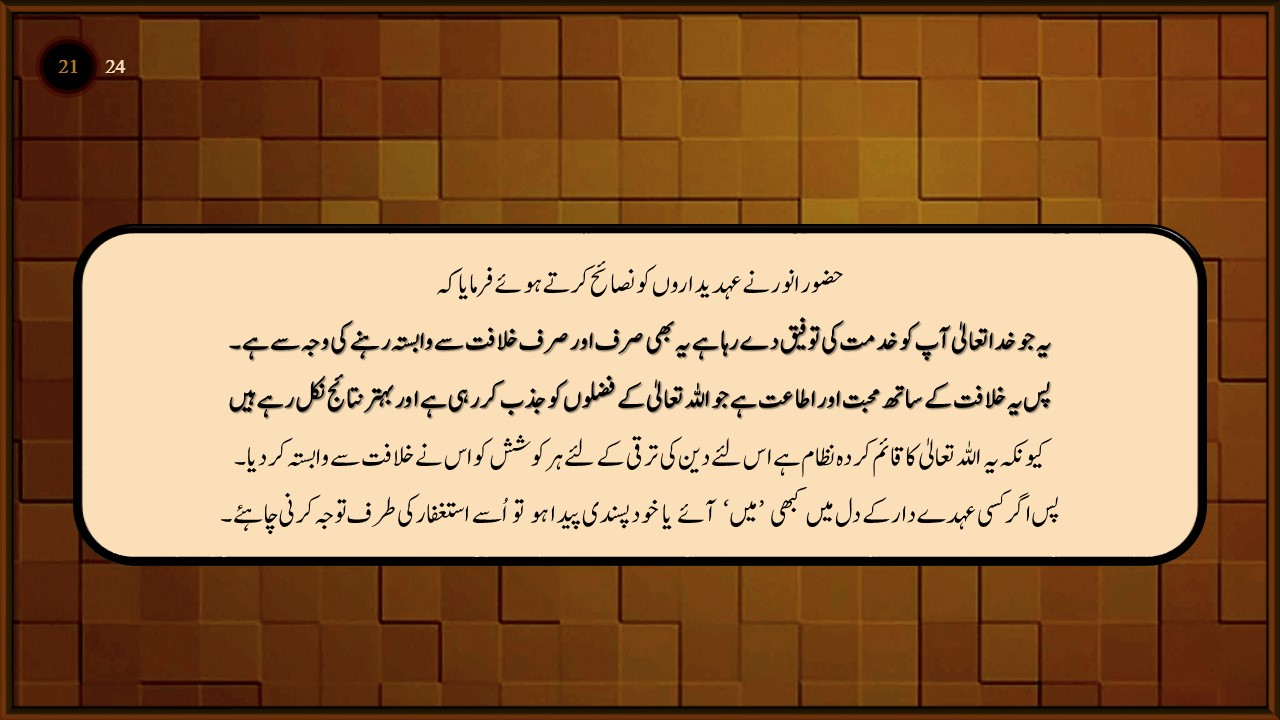 21 24
حضور انور نے عہدیداروں کو نصائح کرتے ہوئے فرمایا کہ
یہ جو خدا تعالیٰ آپ کو خدمت کی توفیق دے رہا ہے یہ بھی صرف اور صرف خلافت سے وابستہ رہنے کی وجہ سے ہے۔
پس یہ خلافت کے ساتھ محبت اور اطاعت ہے جو اللہ تعالیٰ کے فضلوں کو جذب کر رہی ہے اور بہتر نتائج نکل رہے ہیں
کیونکہ یہ اللہ تعالیٰ کا قائم کردہ نظام ہے اس لئے دین کی ترقی کے لئے ہر کوشش کو اس نے خلافت سے وابستہ کر دیا۔
پس اگر کسی عہدے دار کے دل میں کبھی ’میں‘ آئے یا خود پسندی پیدا ہو تو اُسے استغفار کی طرف توجہ کرنی چاہئے۔